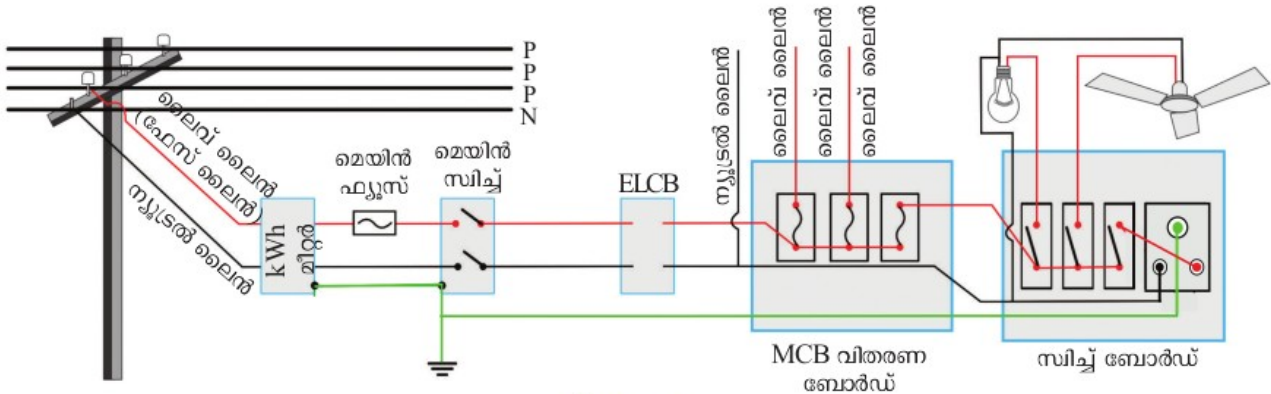 P
P
P
N
ലൈവ് ലൈൻ
(ഫേസ് ലൈൻ)
ന്യൂട്രൽ ലൈൻ
kWh
മീറ്റർ
മെയിൻ
ഫ്യൂസ്
മെയിൻ
സ്വിച്ച്
ELCB
ന്യൂട്രൽ ലൈൻ
ലൈവ് ലൈൻ
ലൈവ് ലൈൻ
ലൈവ് ലൈൻ
MCB വിതരണ
ബോർഡ്
സ്വിച്ച് ബോർഡ്